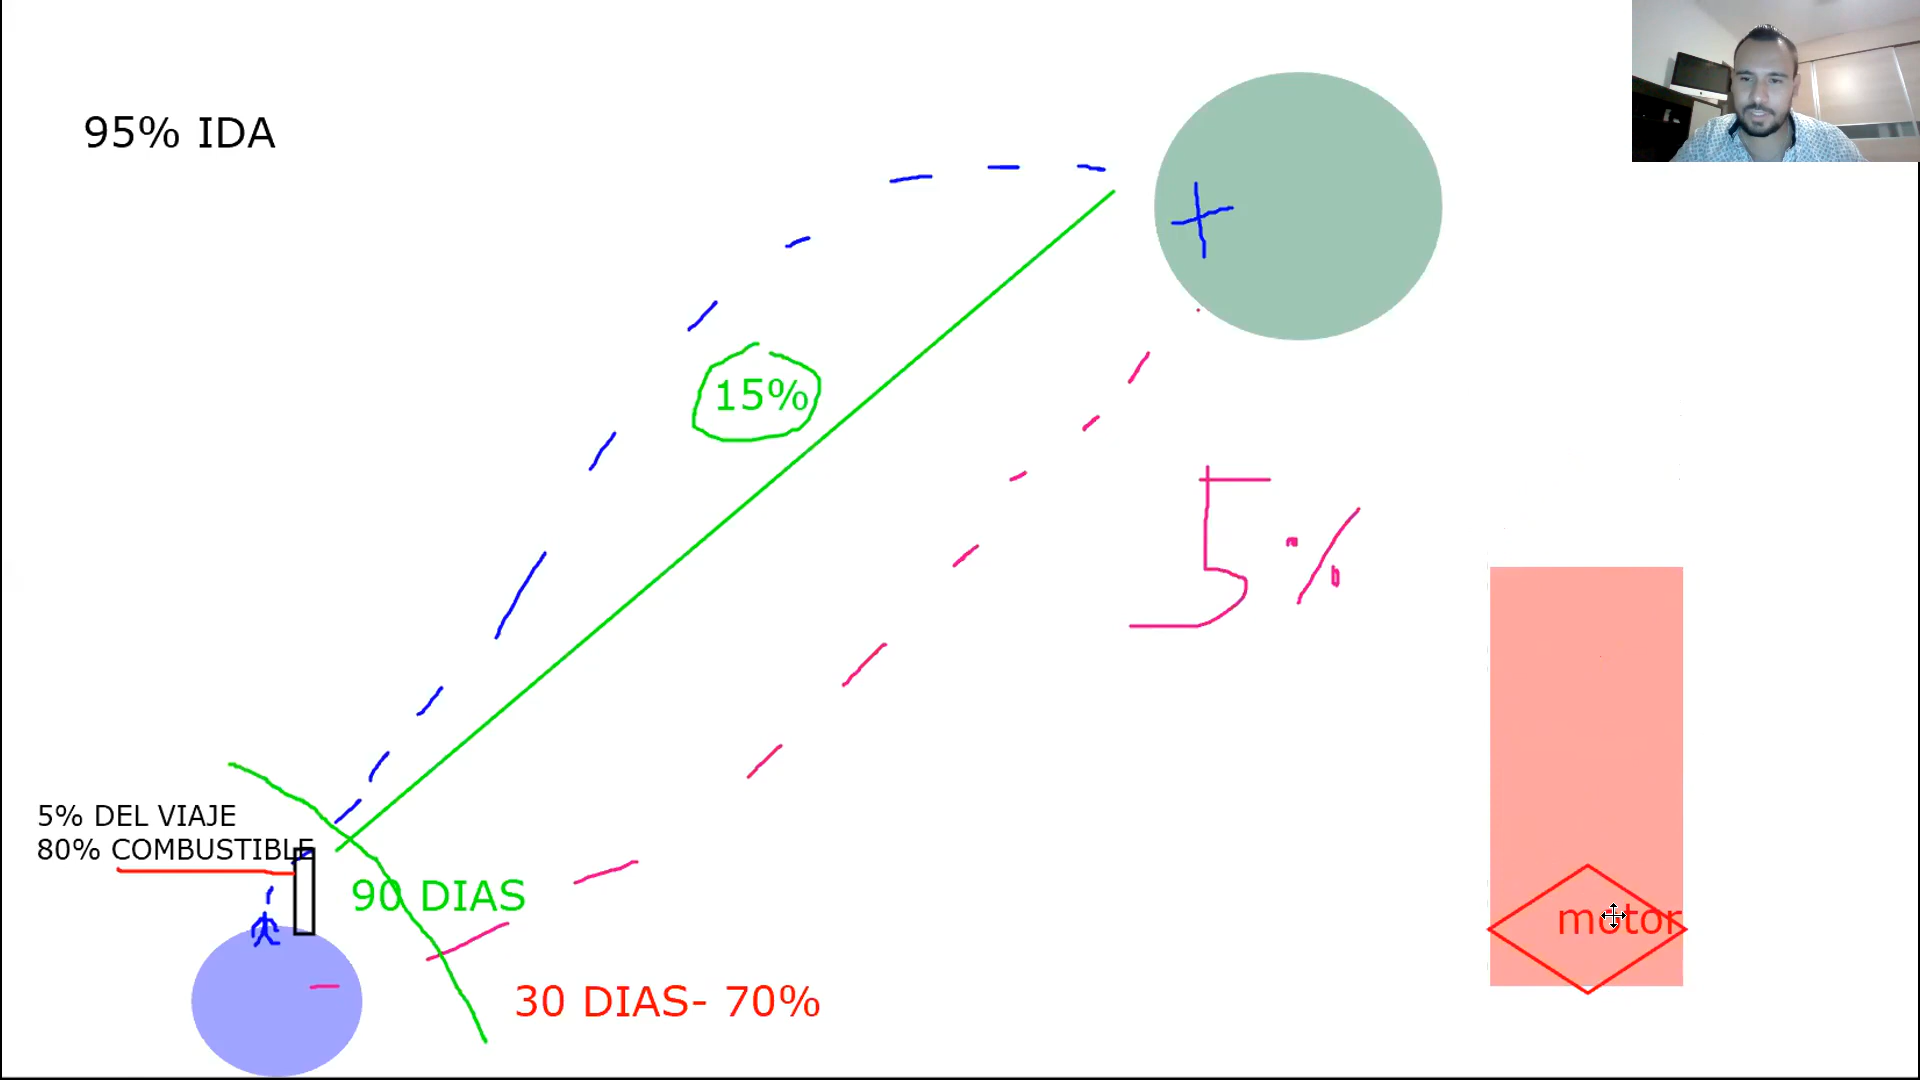 95% IDA
15%
5%
5% DEL VIAJE
80% COMBUSTIBLE
90 DIAS
motor
30 DIAS- 70%